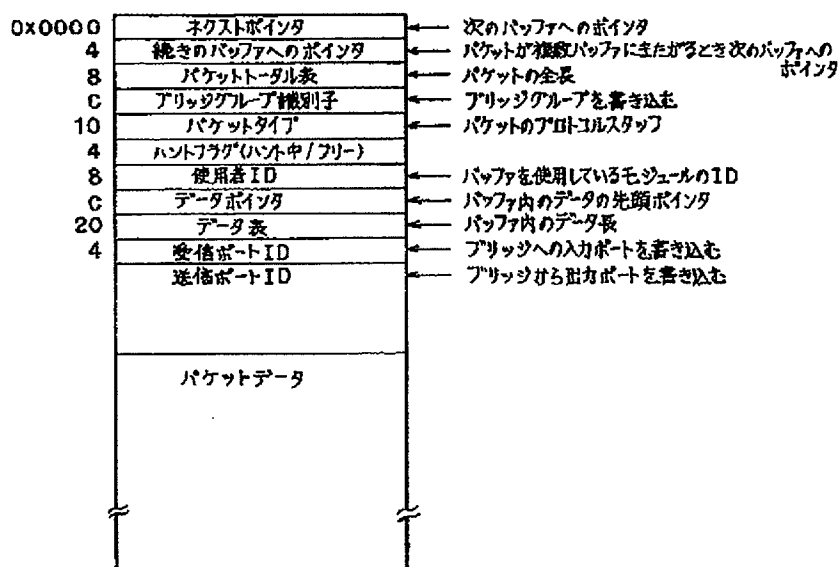 0X0000 ネクストポインタ 次のバッファへのポインタ
4 続きのバッファへのポインタ パケットが複数バッファにまたがるとき次のバッファへの
ポインタ
8 パケットトータル長 パケットの全長
C ブリッジグループ識別子 ブリッジグループを書き込む
10 パケットタイプ パケットのプロトコルスタック
4 ハントフラグ(ハント中/フリー)
8 使用者ID バッファを使用しているモジュールのID
C データポインタ バッファ内のデータの先頭ポインタ
20 データ長 バッファ内のデータ長
4 受信ポートID ブリッジへの入力ポートを書き込む
送信ポートID ブリッジから出力ポートを書き込む
パケットデータ